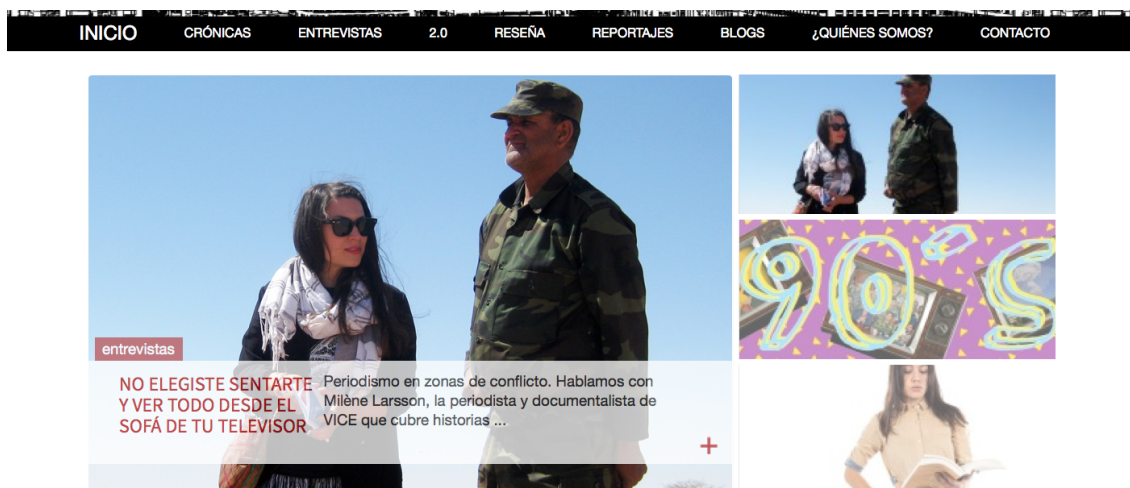 INICIO CRÓNICAS ENTREVISTAS 2.0 RESEÑA REPORTAJES BLOGS ¿QUIÉNES SOMOS? CONTACTO
entrevistas
NO ELEGISTE SENTARTE
Y VER TODO DESDE EL
SOFÁ DE TU TELEVISOR
Periodismo en zonas de conflicto. Hablamos con
Milène Larsson, la periodista y documentalista de
VICE que cubre historias ...
+
90´S